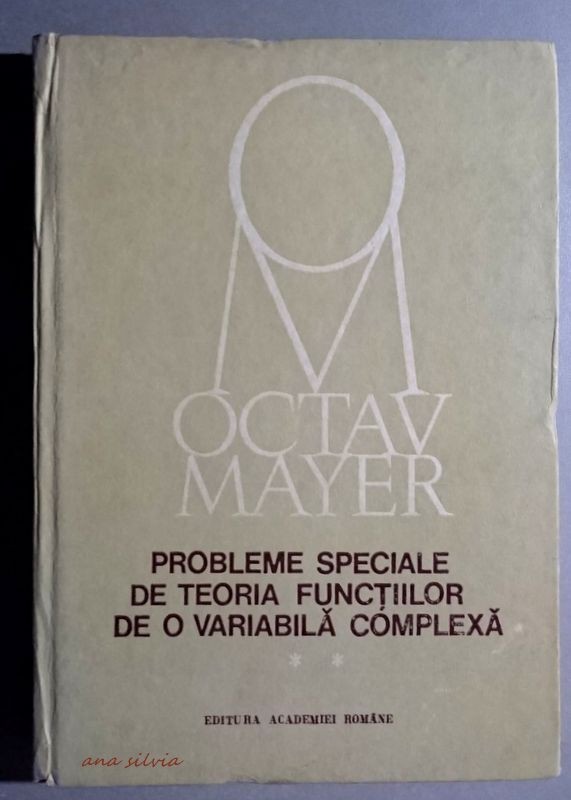 OCTAV
MAYER
PROBLEME SPECIALE
DE TEORIA FUNCȚIILOR
DE O VARIABILĂ COMPLEXĂ
* *
EDITURA ACADEMIEI ROMÂNE
ana silvia